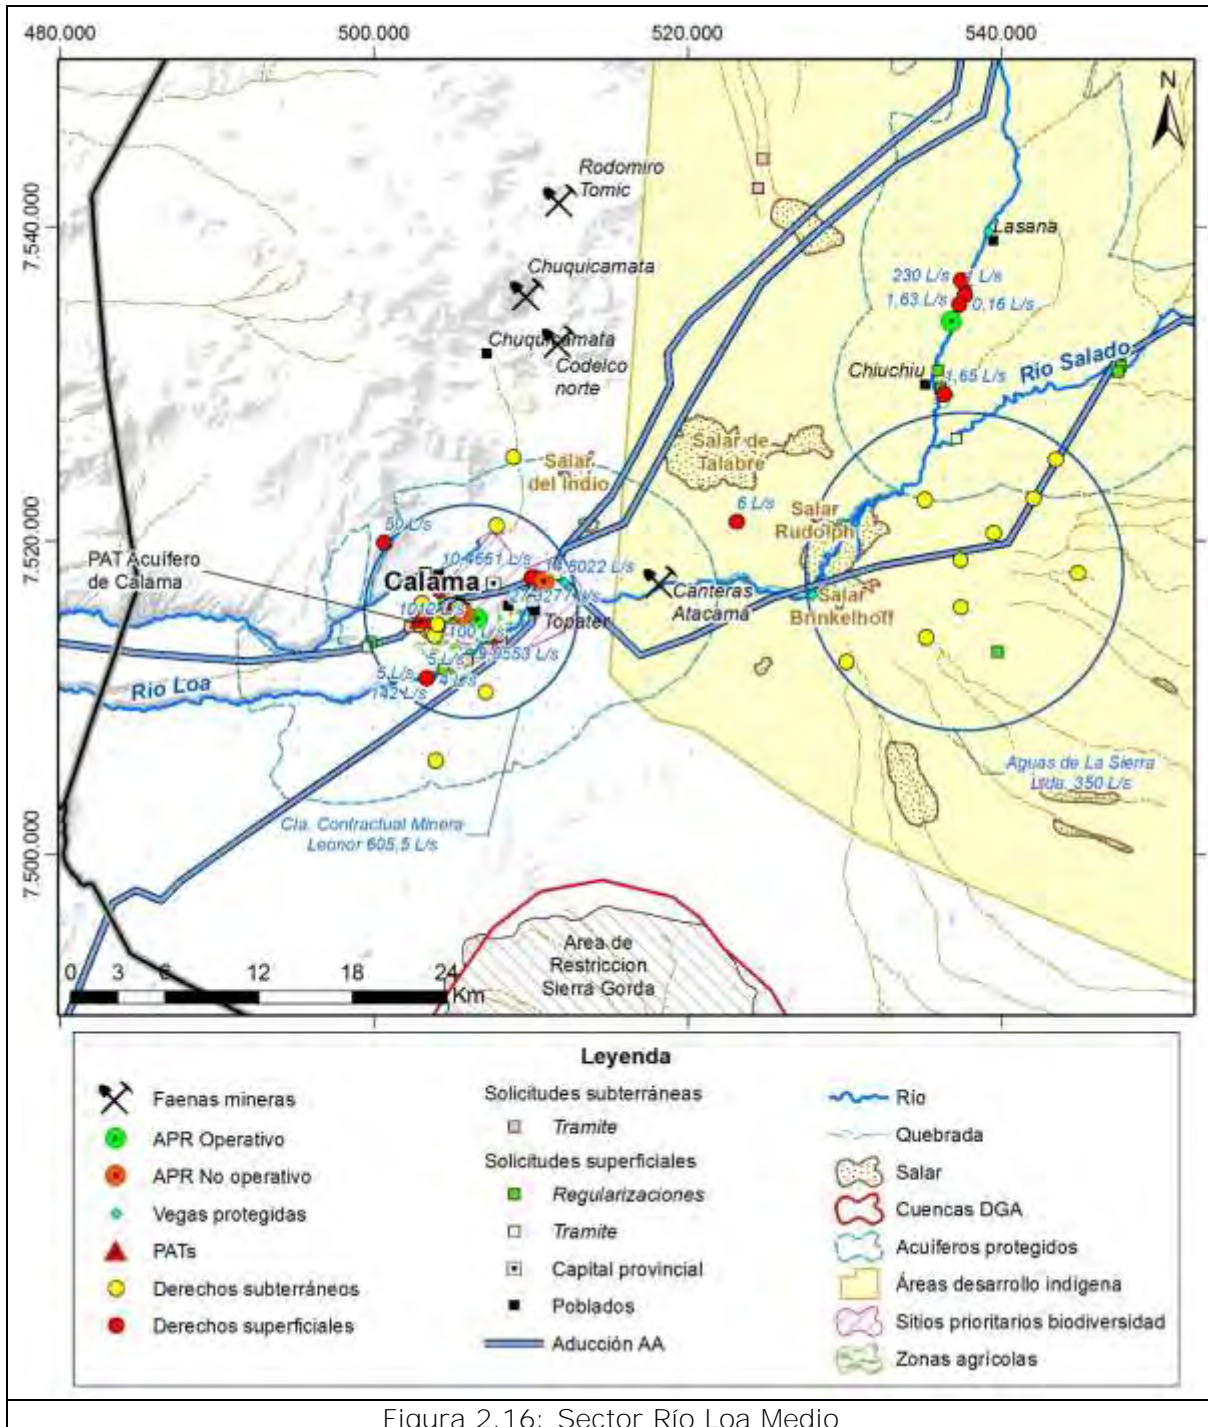 480.000
500.000
520.000
540.000
7.540.000
7.520.000
7.500.000
N
Rodomiro
Tomic
Chuquicamata
Chuquicamata
Codelco
norte
Lasana
230 L/s
1 L/s
1,63 L/s
0,16 L/s
Chiuchiu
1,65 L/s
Río Salado
Salar de
Talabre
Salar
del Indio
6 L/s
Salar
Rudolph
50 L/s
PAT Acuífero
de Calama
Calama
Canteras
Atacama
Salar
Brinkelhoff
Topater
100 L/s
5 L/s
5 L/s
4 L/s
142 L/s
Río Loa
Aguas de La Sierra
Ltda. 350 L/s
Cia. Contractual Minera
Leonor 605,5 L/s
Area de
Restriccion
Sierra Gorda
0 3 6 12 18 24
Km
Leyenda
Faenas mineras
APR Operativo
APR No operativo
Vegas protegidas
PATs
Derechos subterráneos
Derechos superficiales
Solicitudes subterráneas
Tramite
Solicitudes superficiales
Regularizaciones
Tramite
Capital provincial
Poblados
Aducción AA
Río
Quebrada
Salar
Cuencas DGA
Acuíferos protegidos
Áreas desarrollo indigena
Sitios prioritarios biodiversidad
Zonas agrícolas
Figura 2.16: Sector Río Loa Medio